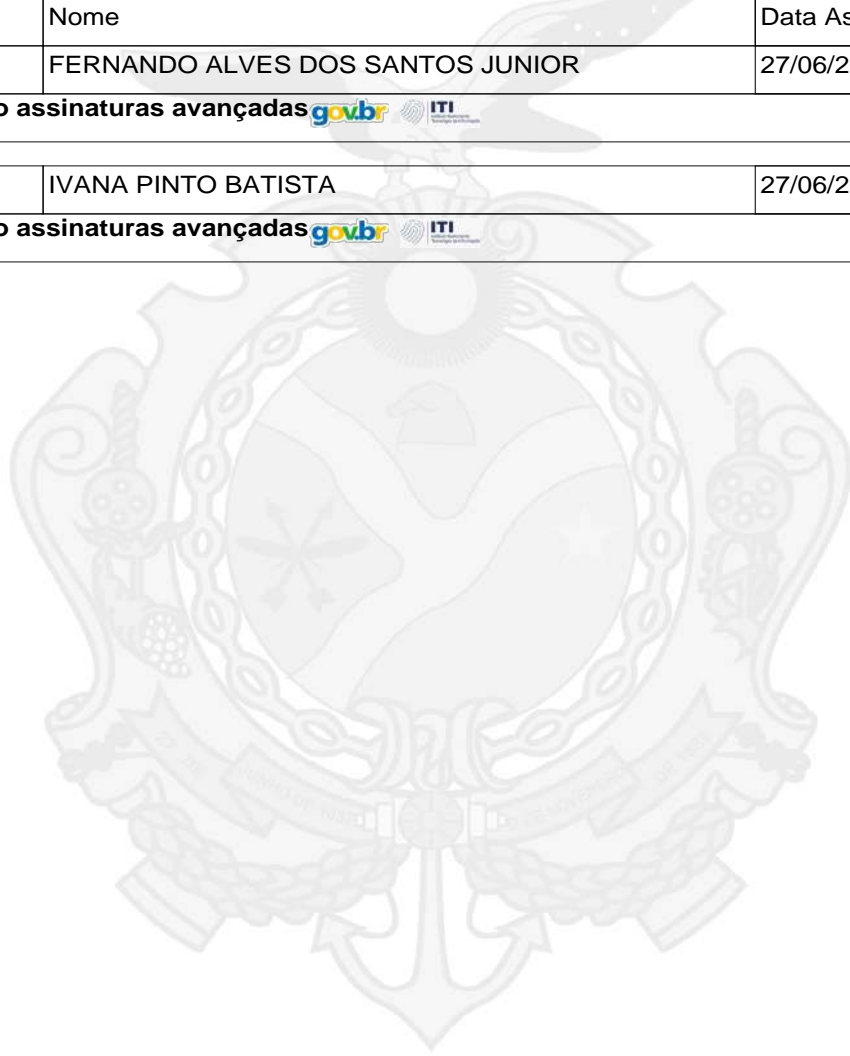 Nome Data As
FERNANDO ALVES DOS SANTOS JUNIOR 27/06/2
o assinaturas avançadas gov.br ITI
IVANA PINTO BATISTA 27/06/2
o assinaturas avançadas gov.br ITI